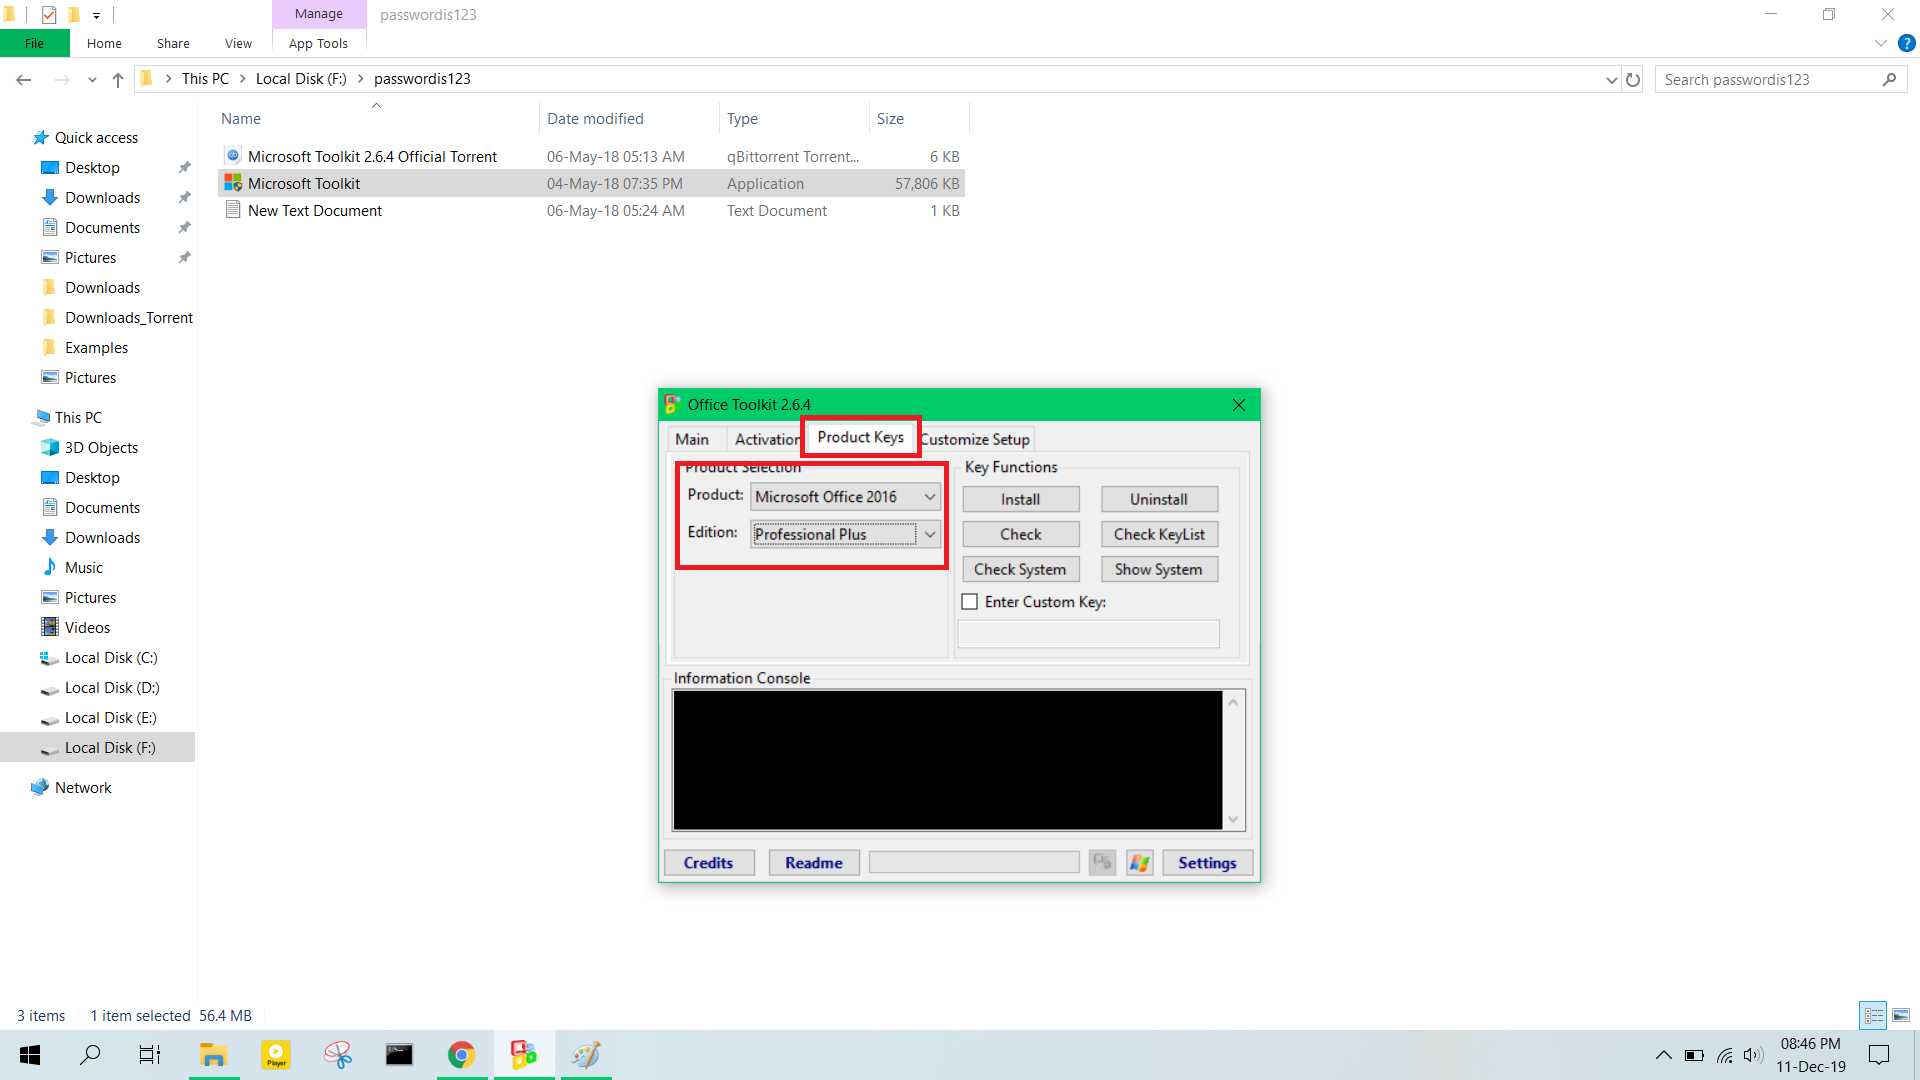 Manage
passwordis123
File
Home
Share
View
App Tools
This PC
Local Disk (F:)
passwordis123
Search passwordis123
Name
Date modified
Type
Size
Microsoft Toolkit 2.6.4 Official Torrent
06-May-18 05:13 AM
qBittorrent Torrent...
6 KB
Microsoft Toolkit
04-May-18 07:35 PM
Application
57,806 KB
New Text Document
06-May-18 05:24 AM
Text Document
1 KB
Quick access
Desktop
Downloads
Documents
Pictures
Downloads
Downloads_Torrent
Examples
Pictures
This PC
3D Objects
Desktop
Documents
Downloads
Music
Pictures
Videos
Local Disk (C:)
Local Disk (D:)
Local Disk (E:)
Local Disk (F:)
Network
Office Toolkit 2.6.4
Main
Activation
Product Keys
Customize Setup
Product Selection
Product:
Microsoft Office 2016
Edition:
Professional Plus
Key Functions
Install
Uninstall
Check
Check KeyList
Check System
Show System
Enter Custom Key:
Information Console
Credits
Readme
Settings
3 items
1 item selected 56.4 MB
Player
08:46 PM
11-Dec-19